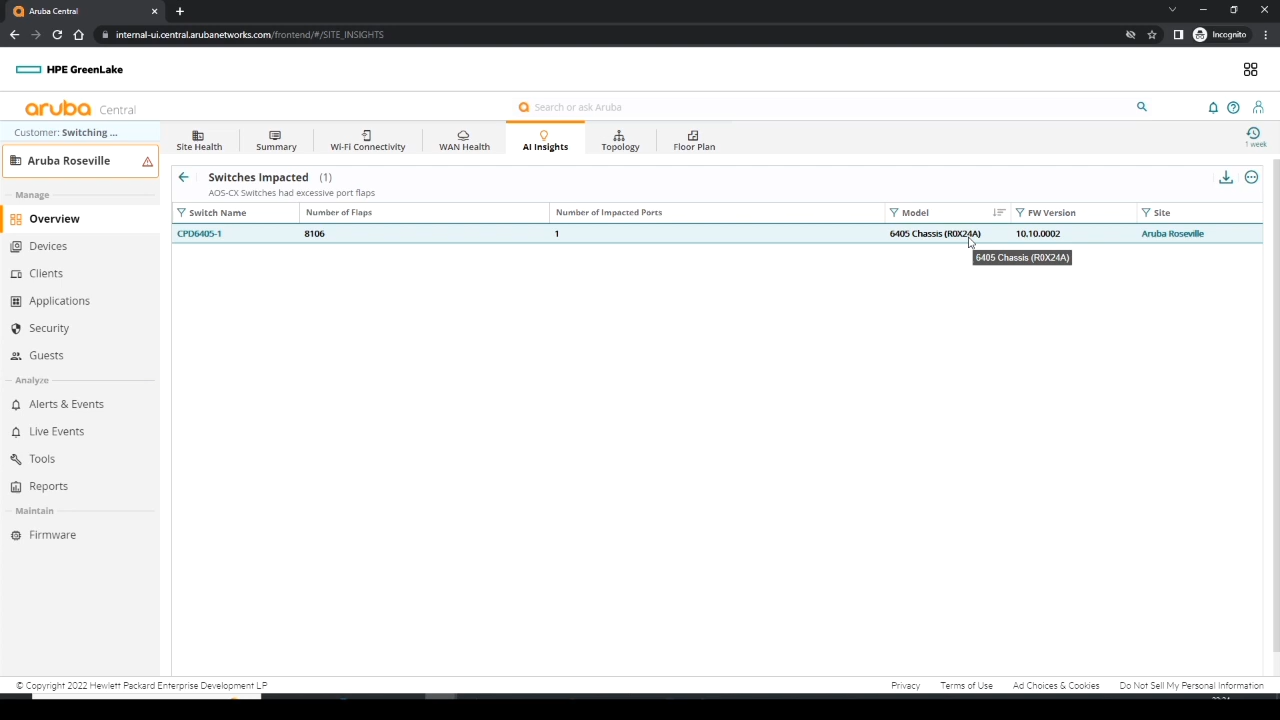 Aruba Central
internal-ui.central.arubanetworks.com/frontend/#/SITE_INSIGHTS
Incognito
HPE GreenLake
aruba Central
Search or ask Aruba
Customer: Switching ...
Aruba Roseville
Site Health
Summary
Wi-Fi Connectivity
WAN Health
AI Insights
Topology
Floor Plan
1 week
Manage
Overview
Devices
Clients
Applications
Security
Guests
Analyze
Alerts & Events
Live Events
Tools
Reports
Maintain
Firmware
Switches Impacted (1)
AOS-CX Switches had excessive port flaps
Switch Name Number of Flaps Number of Impacted Ports Model FW Version Site
CPD6405-1 8106 1 6405 Chassis (R0X24A) 10.10.0002 Aruba Roseville
6405 Chassis (R0X24A)
© Copyright 2022 Hewlett Packard Enterprise Development LP
Privacy Terms of Use Ad Choices & Cookies Do Not Sell My Personal Information